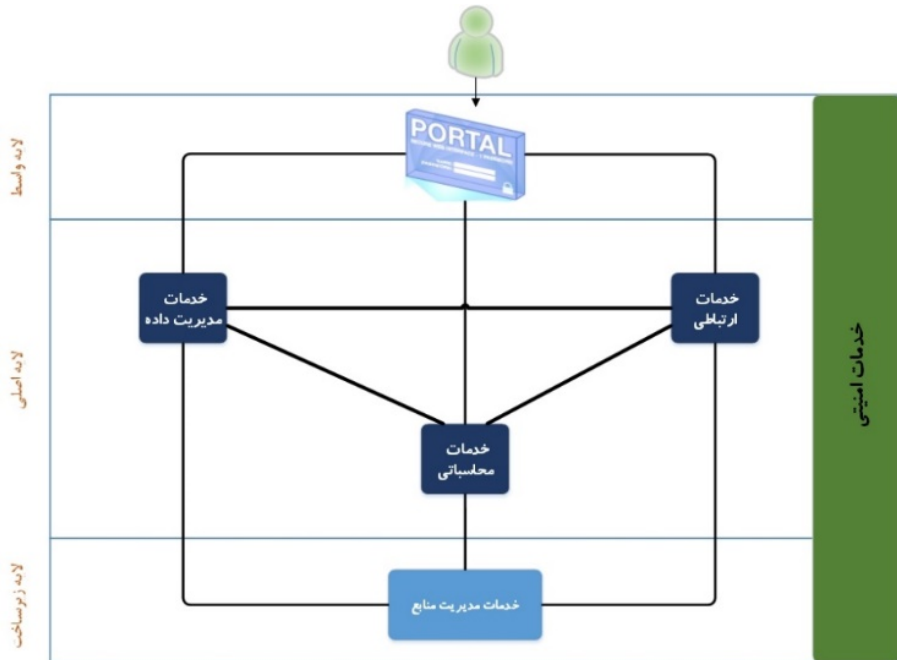 PORTAL
لایه واسط
خدمات
مدیریت داده
خدمات
ارتباطی
لایه اصلی
خدمات امنیتی
خدمات
محاسباتی
لایه زیرساخت
خدمات مدیریت منابع